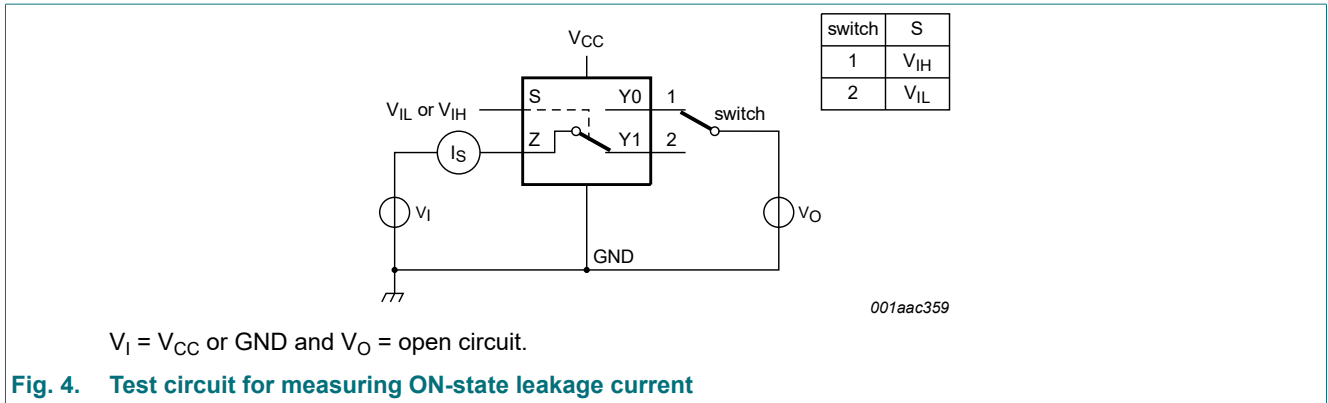 switch S
1 VIH
2 VIL
VCC
VIL or VIH
S
Y0
1
switch
Z
Y1
2
IS
VI
VO
GND
001aac359
VI = VCC or GND and VO = open circuit.
Fig. 4. Test circuit for measuring ON-state leakage current